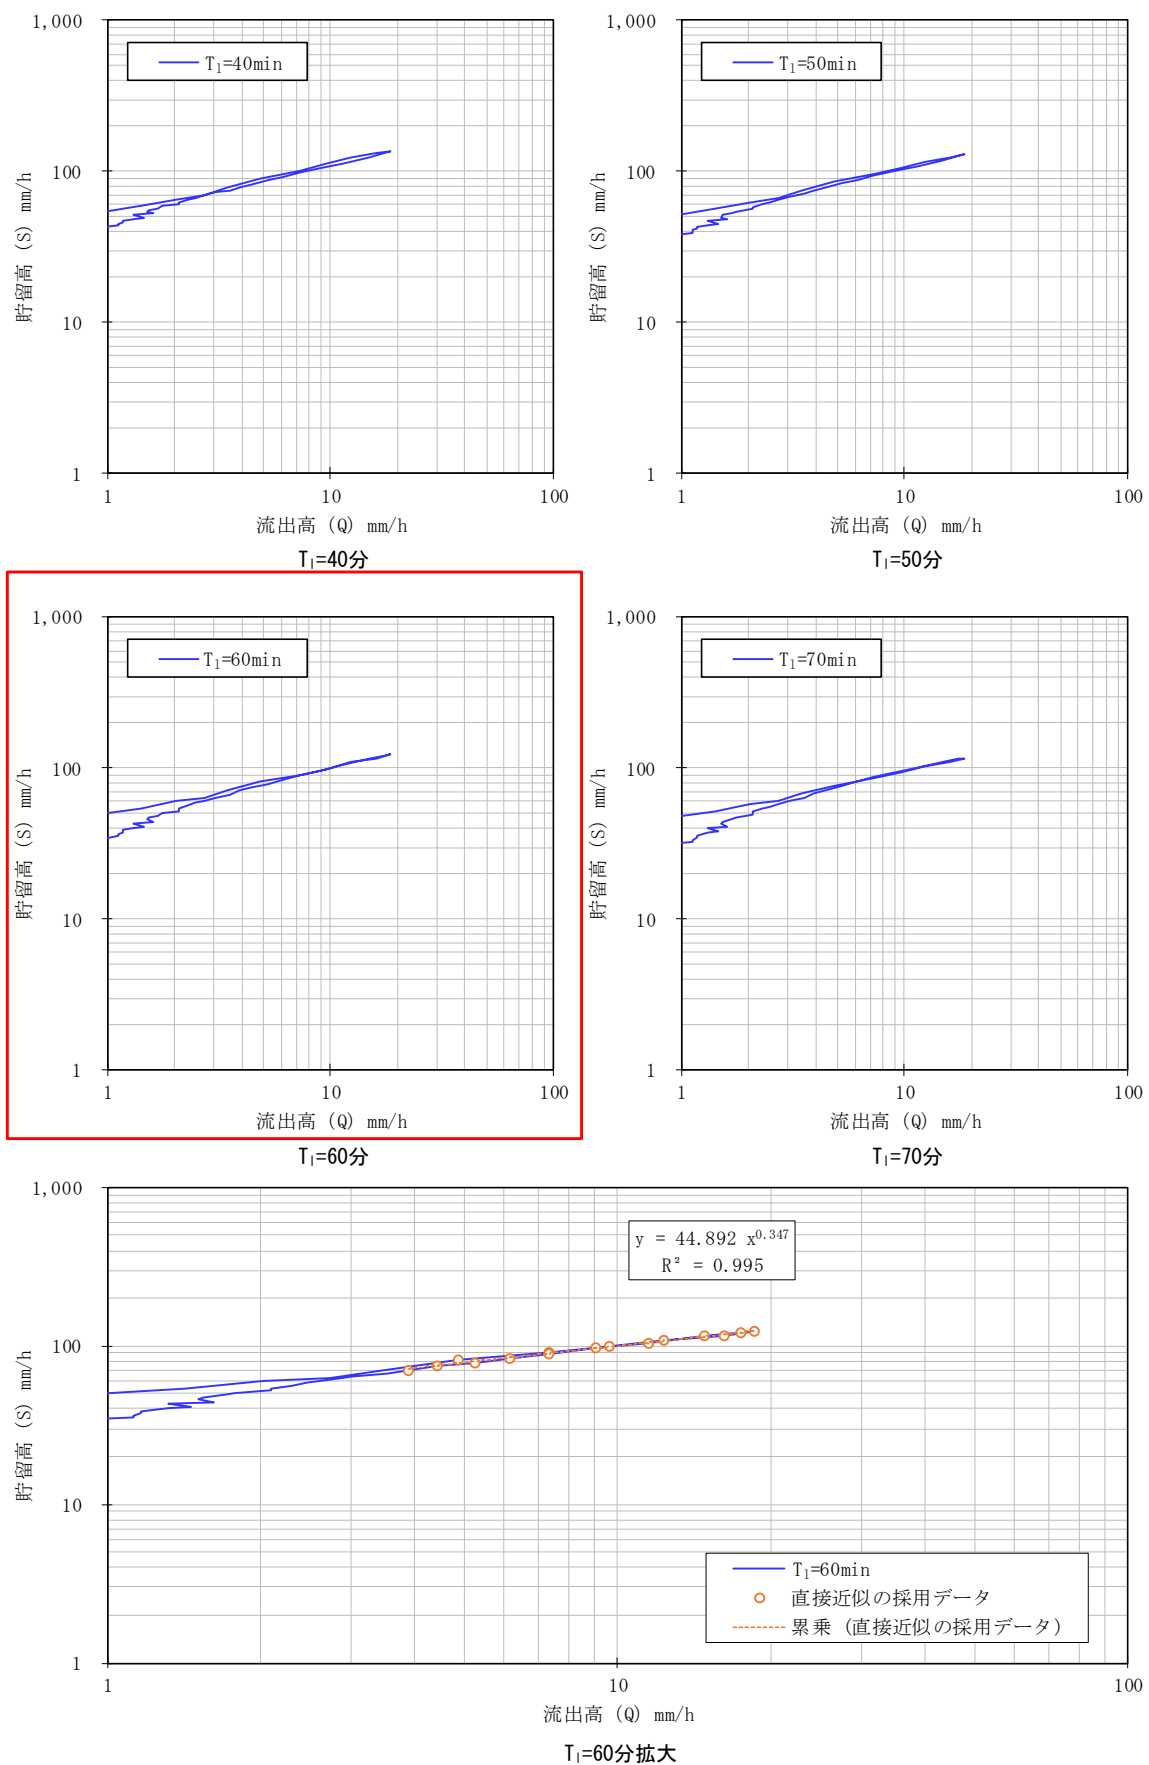 1,000
100
10
1
1
10
100
T1=40min
貯留高 (S) mm/h
流出高 (Q) mm/h
Tl=40分
1,000
100
10
1
1
10
100
T1=50min
貯留高 (S) mm/h
流出高 (Q) mm/h
Tl=50分
1,000
100
10
1
1
10
100
T1=60min
貯留高 (S) mm/h
流出高 (Q) mm/h
Tl=60分
1,000
100
10
1
1
10
100
T1=70min
貯留高 (S) mm/h
流出高 (Q) mm/h
Tl=70分
1,000
100
10
1
1
10
100
y = 44.892 x^0.347
R² = 0.995
貯留高 (S) mm/h
T1=60min
直接近似の採用データ
累乗 (直接近似の採用データ)
流出高 (Q) mm/h
Tl=60分拡大